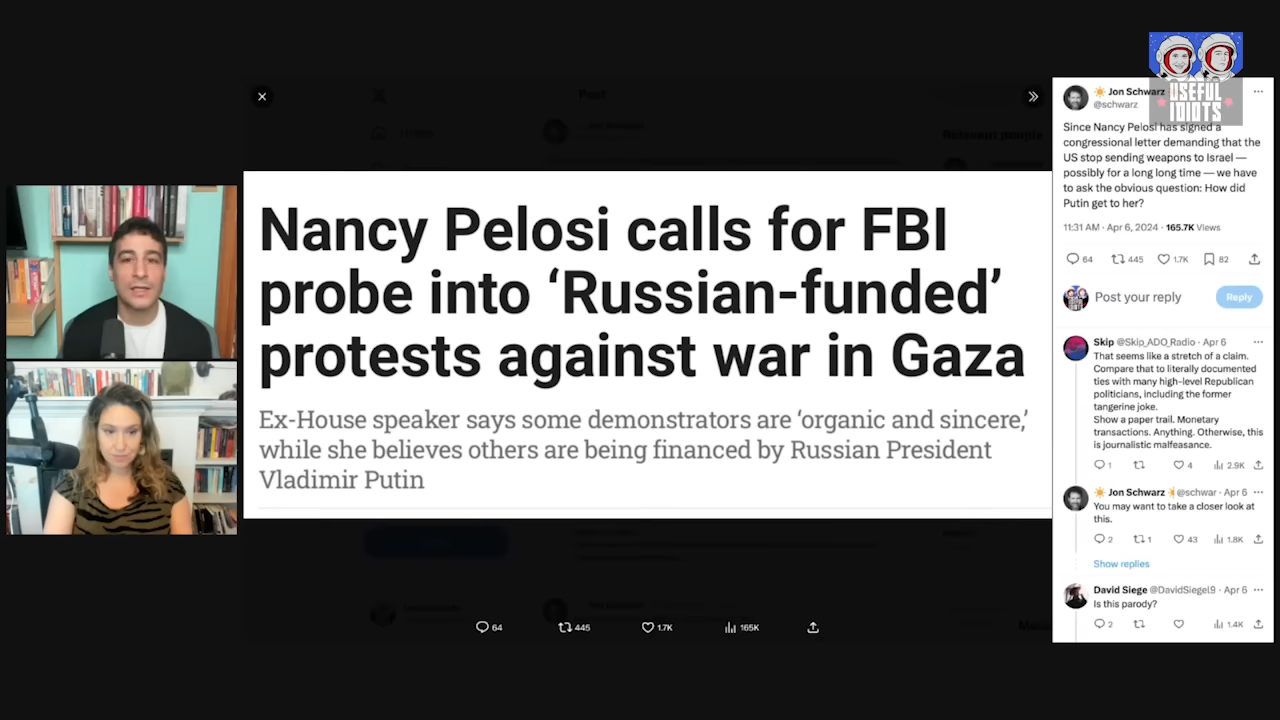 USEFUL
IDIOTS
Post
Relevant people
Nancy Pelosi calls for FBI
probe into ‘Russian-funded’
protests against war in Gaza
Ex-House speaker says some demonstrators are ‘organic and sincere,’
while she believes others are being financed by Russian President
Vladimir Putin
64
445
1.7K
165K
Jon Schwarz
@schwarz
Since Nancy Pelosi has signed a
congressional letter demanding that the
US stop sending weapons to Israel —
possibly for a long long time — we have
to ask the obvious question: How did
Putin get to her?
11:31 AM · Apr 6, 2024 · 165.7K Views
64
445
1.7K
82
Post your reply
Reply
Skip @Skip_ADO_Radio · Apr 6
That seems like a stretch of a claim.
Compare that to literally documented
ties with many high-level Republican
politicians, including the former
tangerine joke.
Show a paper trail. Monetary
transactions. Anything. Otherwise, this
is journalistic malfeasance.
1
4
2.9K
Jon Schwarz @schwar · Apr 6
You may want to take a closer look at
this.
2
1
43
1.8K
Show replies
David Siege @DavidSiegel9 · Apr 6
Is this parody?
2
1.4K